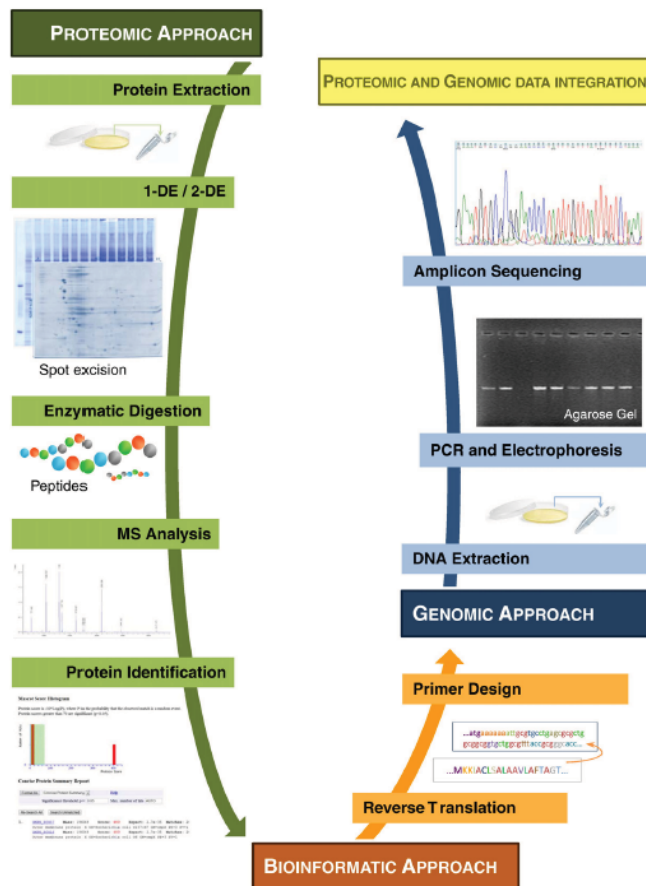 PROTEOMIC APPROACH
Protein Extraction
1-DE / 2-DE
Spot excision
Enzymatic Digestion
Peptides
MS Analysis
Protein Identification
Mascot Score Histogram
Concise Protein Summary Report
BIOINFORMATIC APPROACH
Reverse Translation
...MKKIACLSALAAVLAFTAGT...
...atgaaaaaaattgcgtgcctgagcgcgctg
gcggcggtgctggcgtttaccgcgggcacc...
Primer Design
GENOMIC APPROACH
DNA Extraction
PCR and Electrophoresis
Agarose Gel
Amplicon Sequencing
PROTEOMIC AND GENOMIC DATA INTEGRATION